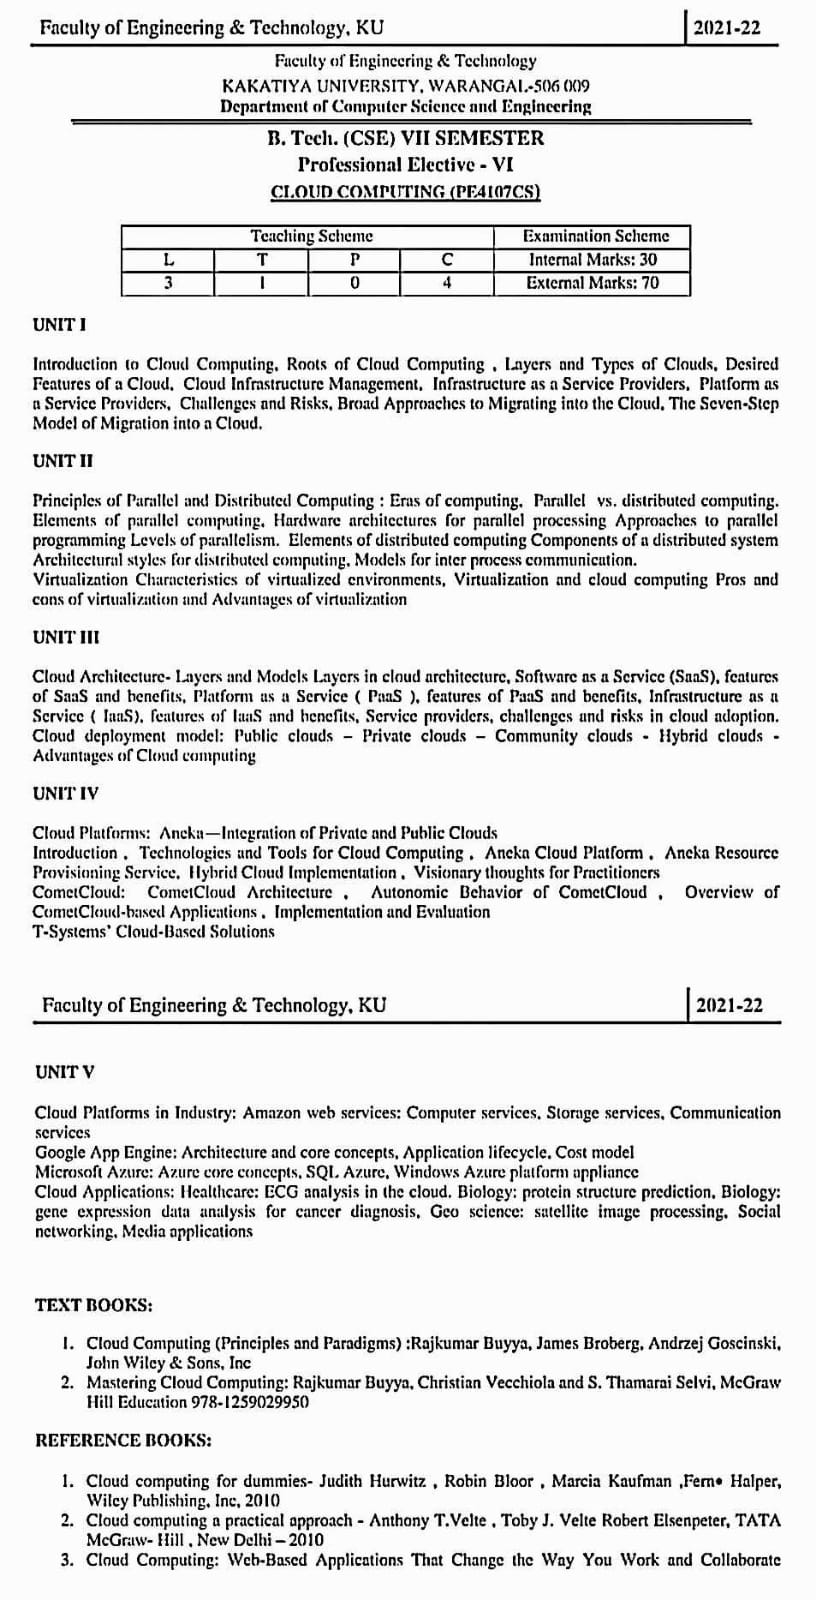 Faculty of Engineering & Technology, KU 2021-22
Faculty of Engineering & Technology
KAKATIYA UNIVERSITY, WARANGAL-506 009
Department of Computer Science and Engineering
B. Tech. (CSE) VII SEMESTER
Professional Elective - VI
CLOUD COMPUTING (PE4107CS)
Teaching Scheme Examination Scheme
L T P C Internal Marks: 30
3 1 0 4 External Marks: 70
UNIT I
Introduction to Cloud Computing, Roots of Cloud Computing , Layers and Types of Clouds, Desired
Features of a Cloud, Cloud Infrastructure Management, Infrastructure as a Service Providers, Platform as
a Service Providers, Challenges and Risks, Broad Approaches to Migrating into the Cloud, The Seven-Step
Model of Migration into a Cloud.
UNIT II
Principles of Parallel and Distributed Computing : Eras of computing, Parallel vs. distributed computing.
Elements of parallel computing, Hardware architectures for parallel processing Approaches to parallel
programming Levels of parallelism. Elements of distributed computing Components of a distributed system
Architectural styles for distributed computing, Models for inter process communication.
Virtualization Characteristics of virtualized environments, Virtualization and cloud computing Pros and
cons of virtualization and Advantages of virtualization
UNIT III
Cloud Architecture- Layers and Models Layers in cloud architecture, Software as a Service (SaaS), features
of SaaS and benefits, Platform as a Service ( PaaS ), features of PaaS and benefits, Infrastructure as a
Service ( IaaS), features of IaaS and benefits, Service providers, challenges and risks in cloud adoption.
Cloud deployment model: Public clouds – Private clouds – Community clouds - Hybrid clouds -
Advantages of Cloud computing
UNIT IV
Cloud Platforms: Aneka—Integration of Private and Public Clouds
Introduction , Technologies and Tools for Cloud Computing , Aneka Cloud Platform , Aneka Resource
Provisioning Service, Hybrid Cloud Implementation , Visionary thoughts for Practitioners
CometCloud: CometCloud Architecture , Autonomic Behavior of CometCloud , Overview of
CometCloud-based Applications , Implementation and Evaluation
T-Systems' Cloud-Based Solutions
Faculty of Engineering & Technology, KU 2021-22
UNIT V
Cloud Platforms in Industry: Amazon web services: Computer services, Storage services, Communication
services
Google App Engine: Architecture and core concepts, Application lifecycle, Cost model
Microsoft Azure: Azure core concepts, SQL Azure, Windows Azure platform appliance
Cloud Applications: Healthcare: ECG analysis in the cloud. Biology: protein structure prediction, Biology:
gene expression data analysis for cancer diagnosis, Geo science: satellite image processing, Social
networking, Media applications
TEXT BOOKS:
1. Cloud Computing (Principles and Paradigms) :Rajkumar Buyya, James Broberg, Andrzej Goscinski,
John Wiley & Sons, Inc
2. Mastering Cloud Computing: Rajkumar Buyya, Christian Vecchiola and S. Thamarai Selvi, McGraw
Hill Education 978-1259029950
REFERENCE BOOKS:
1. Cloud computing for dummies- Judith Hurwitz , Robin Bloor , Marcia Kaufman ,Fern• Halper,
Wiley Publishing, Inc, 2010
2. Cloud computing a practical approach - Anthony T.Velte , Toby J. Velte Robert Elsenpeter, TATA
McGraw- Hill , New Delhi – 2010
3. Cloud Computing: Web-Based Applications That Change the Way You Work and Collaborate